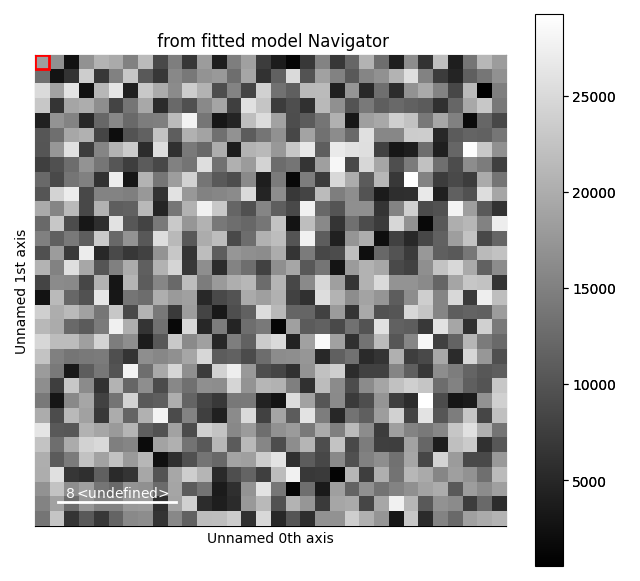 from fitted model Navigator
25000
20000
15000
10000
5000
Unnamed 1st axis
8 <undefined>
Unnamed 0th axis